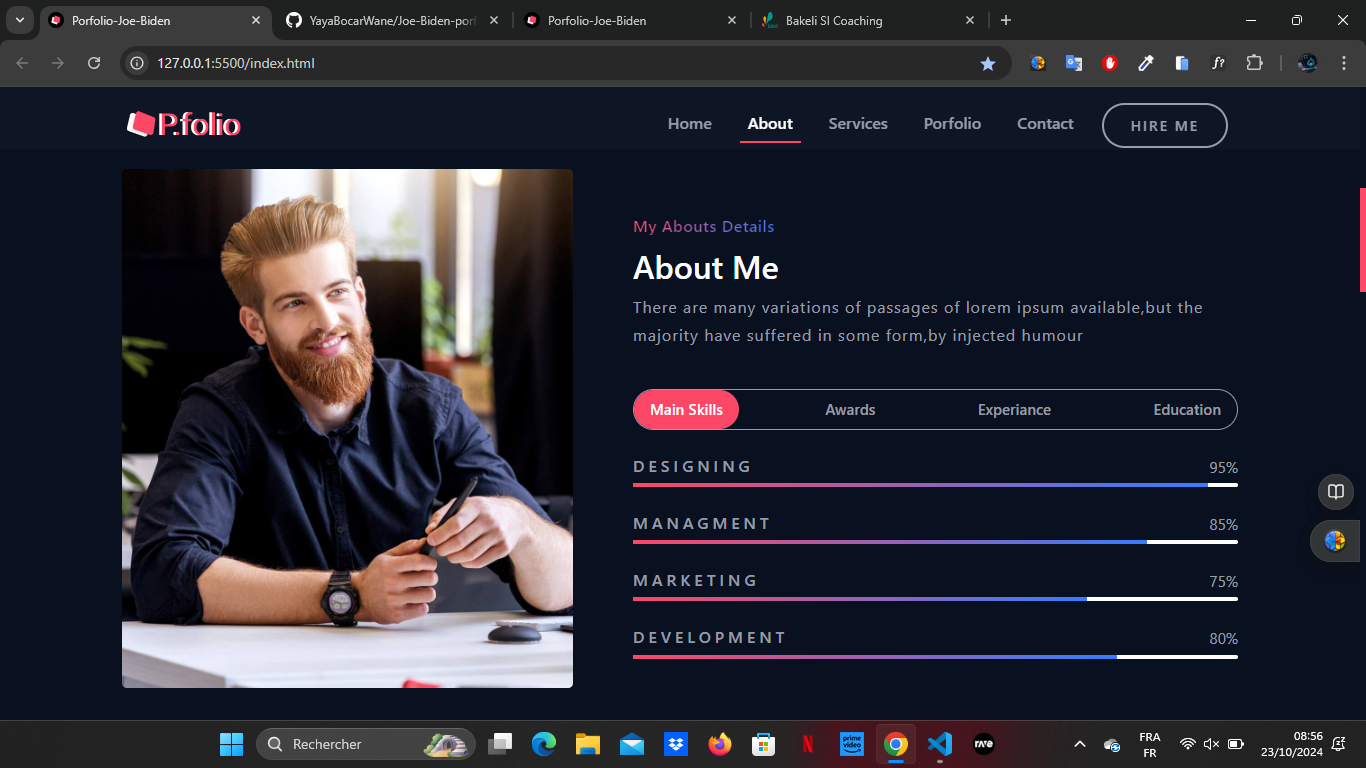 Porfolio-Joe-Biden
YayaBocarWane/Joe-Biden-porf
Porfolio-Joe-Biden
Bakeli SI Coaching
127.0.0.1:5500/index.html
f?
P.folio
Home
About
Services
Porfolio
Contact
HIRE ME
My Abouts Details
About Me
There are many variations of passages of lorem ipsum available,but the
majority have suffered in some form,by injected humour
Main Skills
Awards
Experiance
Education
DESIGNING
95%
MANAGMENT
85%
MARKETING
75%
DEVELOPMENT
80%
Rechercher
N
prime video
rave
FRA
FR
08:56
23/10/2024